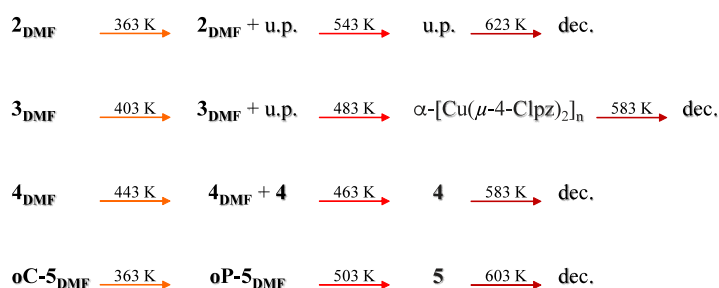 2DMF 363 K 2DMF + u.p. 543 K u.p. 623 K dec.
3DMF 403 K 3DMF + u.p. 483 K α-[Cu(μ-4-Clpz)2]n 583 K dec.
4DMF 443 K 4DMF + 4 463 K 4 583 K dec.
oC-5DMF 363 K oP-5DMF 503 K 5 603 K dec.